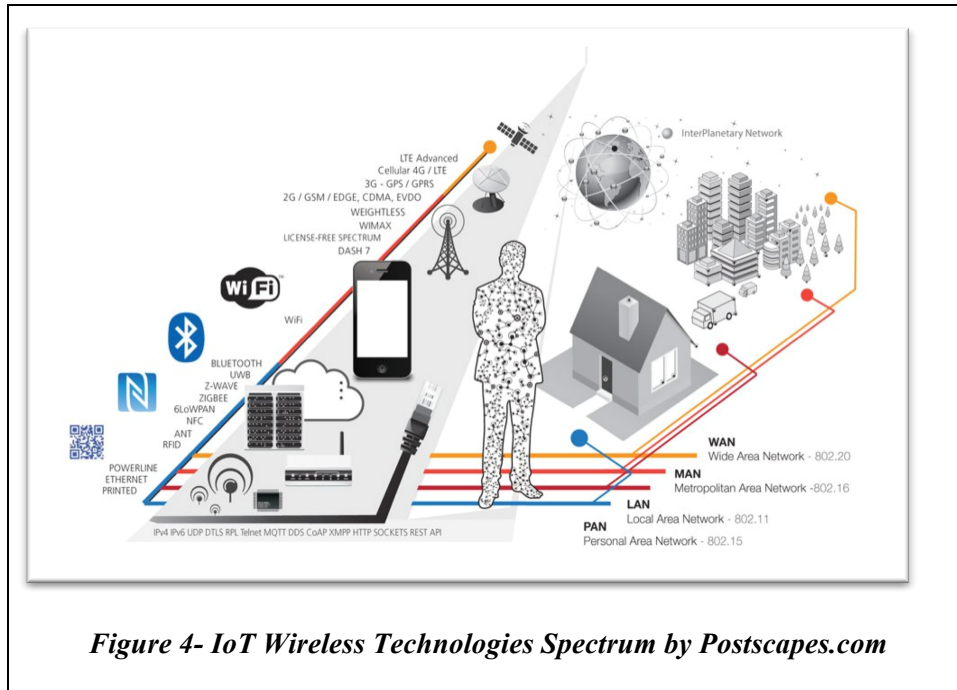 InterPlanetary Network
LTE Advanced
Cellular 4G / LTE
3G - GPS / GPRS
2G / GSM / EDGE, CDMA, EVDO
WEIGHTLESS
WIMAX
LICENSE-FREE SPECTRUM
DASH 7
WiFi
WiFi
BLUETOOTH
UWB
Z-WAVE
ZIGBEE
6LoWPAN
NFC
ANT
RFID
POWERLINE
ETHERNET
PRINTED
WAN
Wide Area Network - 802.20
MAN
Metropolitan Area Network -802.16
LAN
Local Area Network - 802.11
PAN
Personal Area Network - 802.15
IPv4 IPv6 UDP DTLS RPL Telnet MQTT DDS CoAP XMPP HTTP SOCKETS REST API
Figure 4- IoT Wireless Technologies Spectrum by Postscapes.com